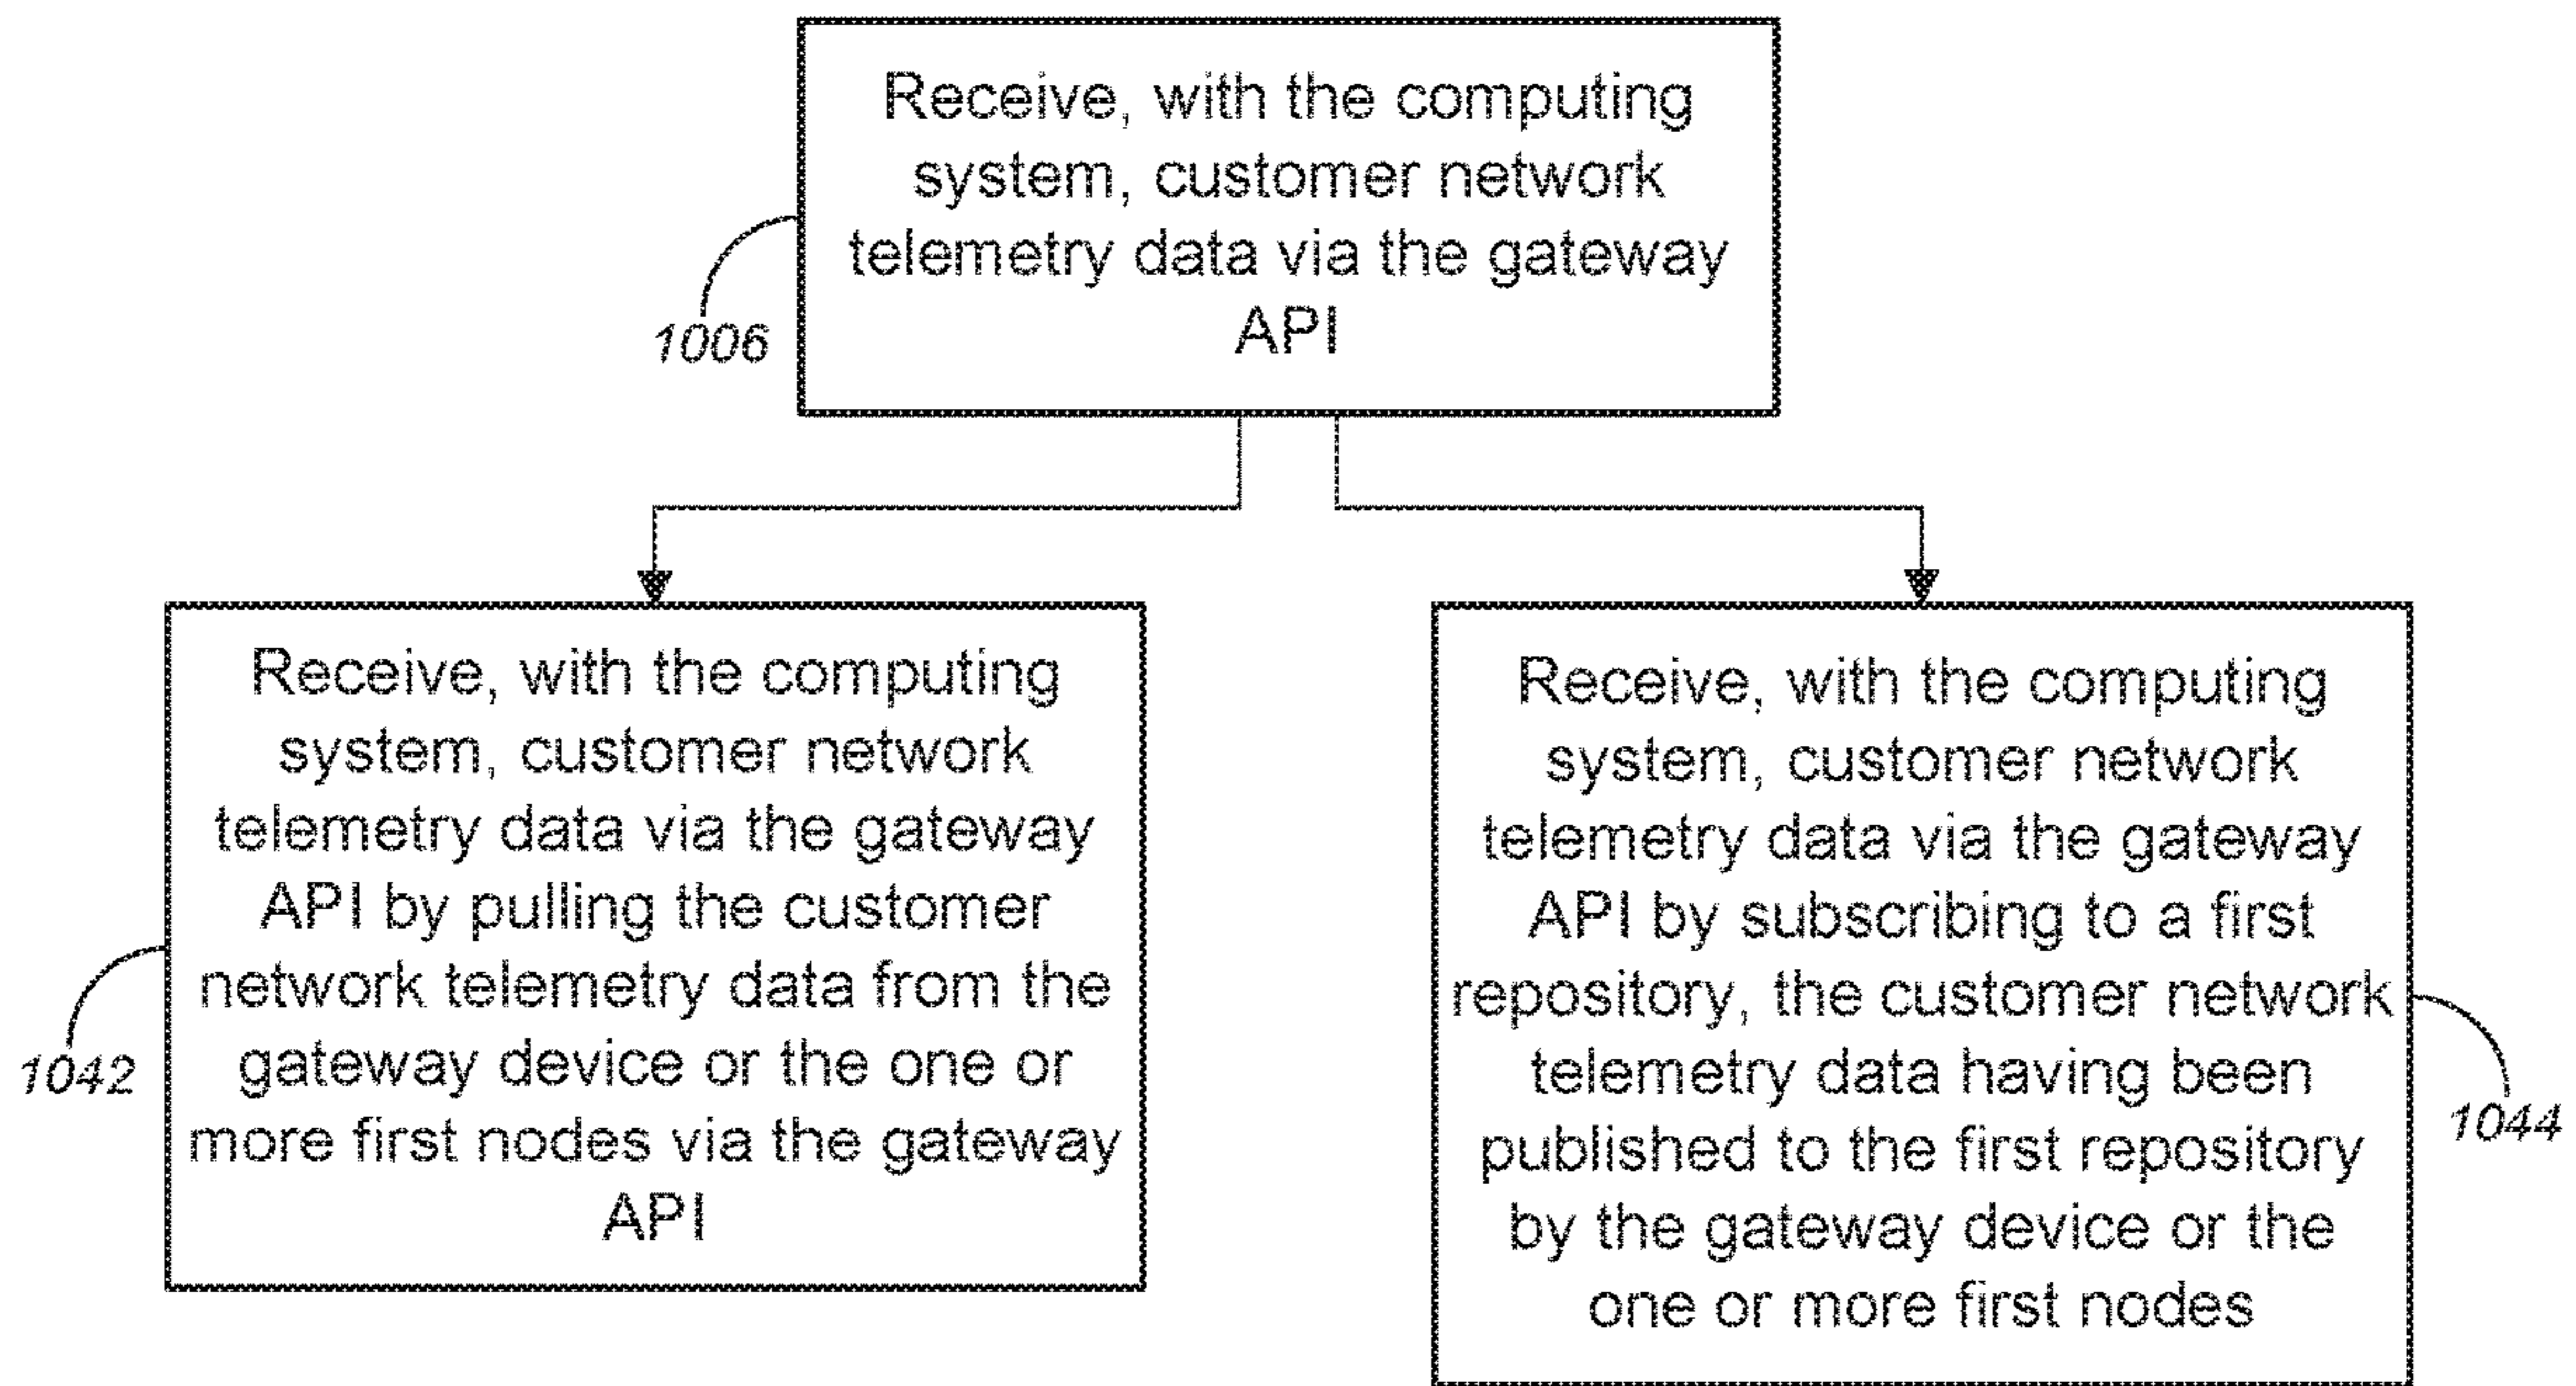 Receive, with the computing
system, customer network
telemetry data via the gateway
API
1006
Receive, with the computing
system, customer network
telemetry data via the gateway
API by pulling the customer
network telemetry data from the
gateway device or the one or
more first nodes via the gateway
API
1042
Receive, with the computing
system, customer network
telemetry data via the gateway
API by subscribing to a first
repository, the customer network
telemetry data having been
published to the first repository
by the gateway device or the
one or more first nodes
1044